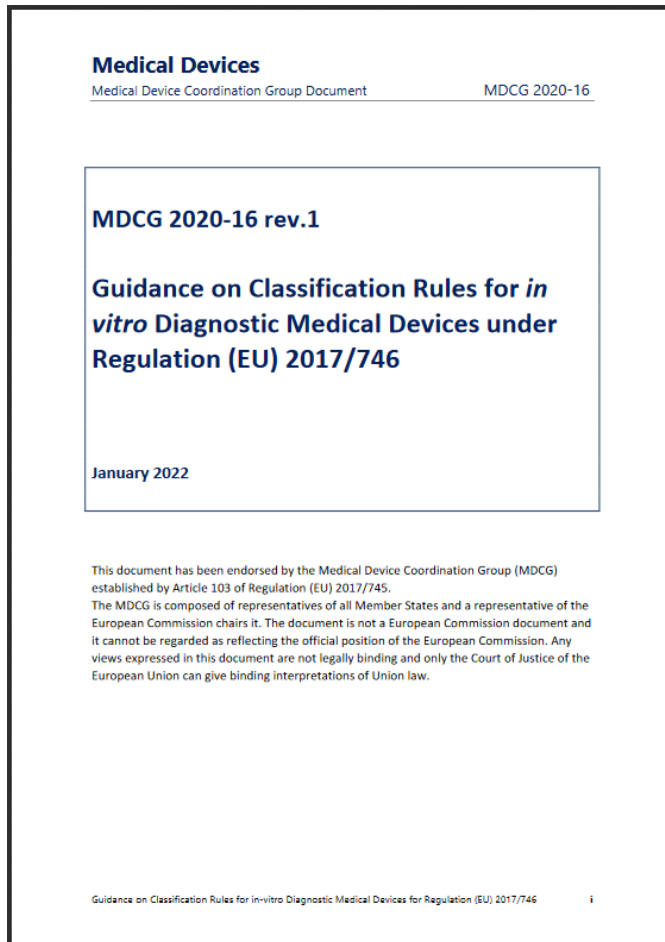 Medical Devices
Medical Device Coordination Group Document MDCG 2020-16
MDCG 2020-16 rev.1
Guidance on Classification Rules for in
vitro Diagnostic Medical Devices under
Regulation (EU) 2017/746
January 2022
This document has been endorsed by the Medical Device Coordination Group (MDCG)
established by Article 103 of Regulation (EU) 2017/745.
The MDCG is composed of representatives of all Member States and a representative of the
European Commission chairs it. The document is not a European Commission document and
it cannot be regarded as reflecting the official position of the European Commission. Any
views expressed in this document are not legally binding and only the Court of Justice of the
European Union can give binding interpretations of Union law.
Guidance on Classification Rules for in-vitro Diagnostic Medical Devices for Regulation (EU) 2017/746 i